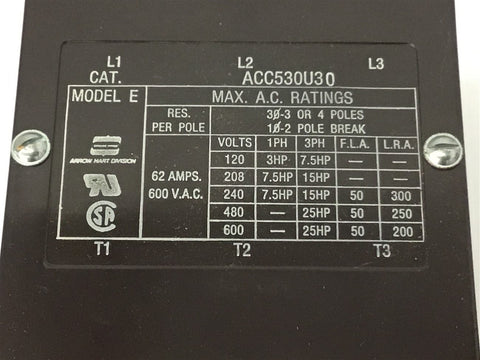 L1 L2 L3
CAT. ACC530U30
MODEL E MAX. A.C. RATINGS
RES. PER POLE 3Ø-3 OR 4 POLES
1Ø-2 POLE BREAK
VOLTS 1PH 3PH F.L.A. L.R.A.
120 3HP 7.5HP — —
62 AMPS. 208 7.5HP 15HP — —
600 V.A.C. 240 7.5HP 15HP 50 300
480 — 25HP 50 250
600 — 25HP 50 200
ARROW HART DIVISION
SA
T1 T2 T3